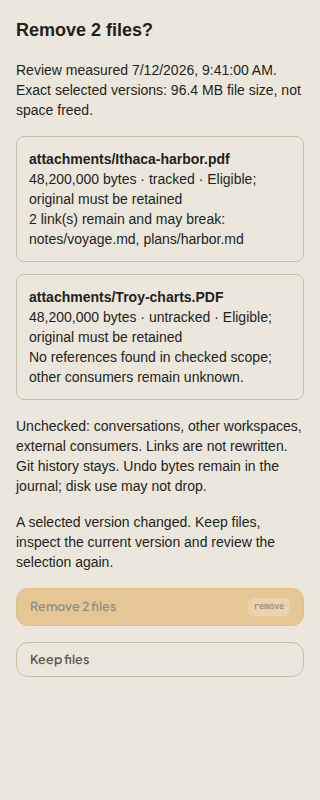 Remove 2 files?
Review measured 7/12/2026, 9:41:00 AM.
Exact selected versions: 96.4 MB file size, not
space freed.
attachments/Ithaca-harbor.pdf
48,200,000 bytes · tracked · Eligible;
original must be retained
2 link(s) remain and may break:
notes/voyage.md, plans/harbor.md
attachments/Troy-charts.PDF
48,200,000 bytes · untracked · Eligible;
original must be retained
No references found in checked scope;
other consumers remain unknown.
Unchecked: conversations, other workspaces,
external consumers. Links are not rewritten.
Git history stays. Undo bytes remain in the
journal; disk use may not drop.
A selected version changed. Keep files,
inspect the current version and review the
selection again.
Remove 2 files remove
Keep files